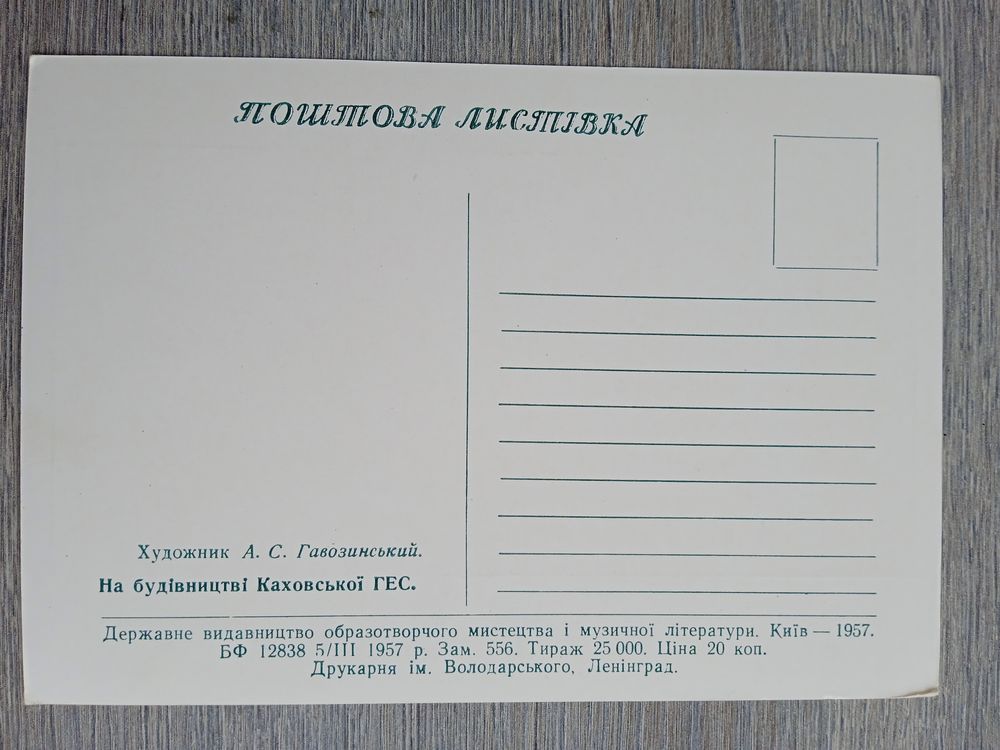 ПОШТОВА ЛИСТІВКА
Художник А. С. Гавозинський.
На будівництві Каховської ГЕС.
Державне видавництво образотворчого мистецтва і музичної літератури. Київ — 1957.
БФ 12838 5/III 1957 р. Зам. 556. Тираж 25 000. Ціна 20 коп.
Друкарня ім. Володарського, Ленінград.